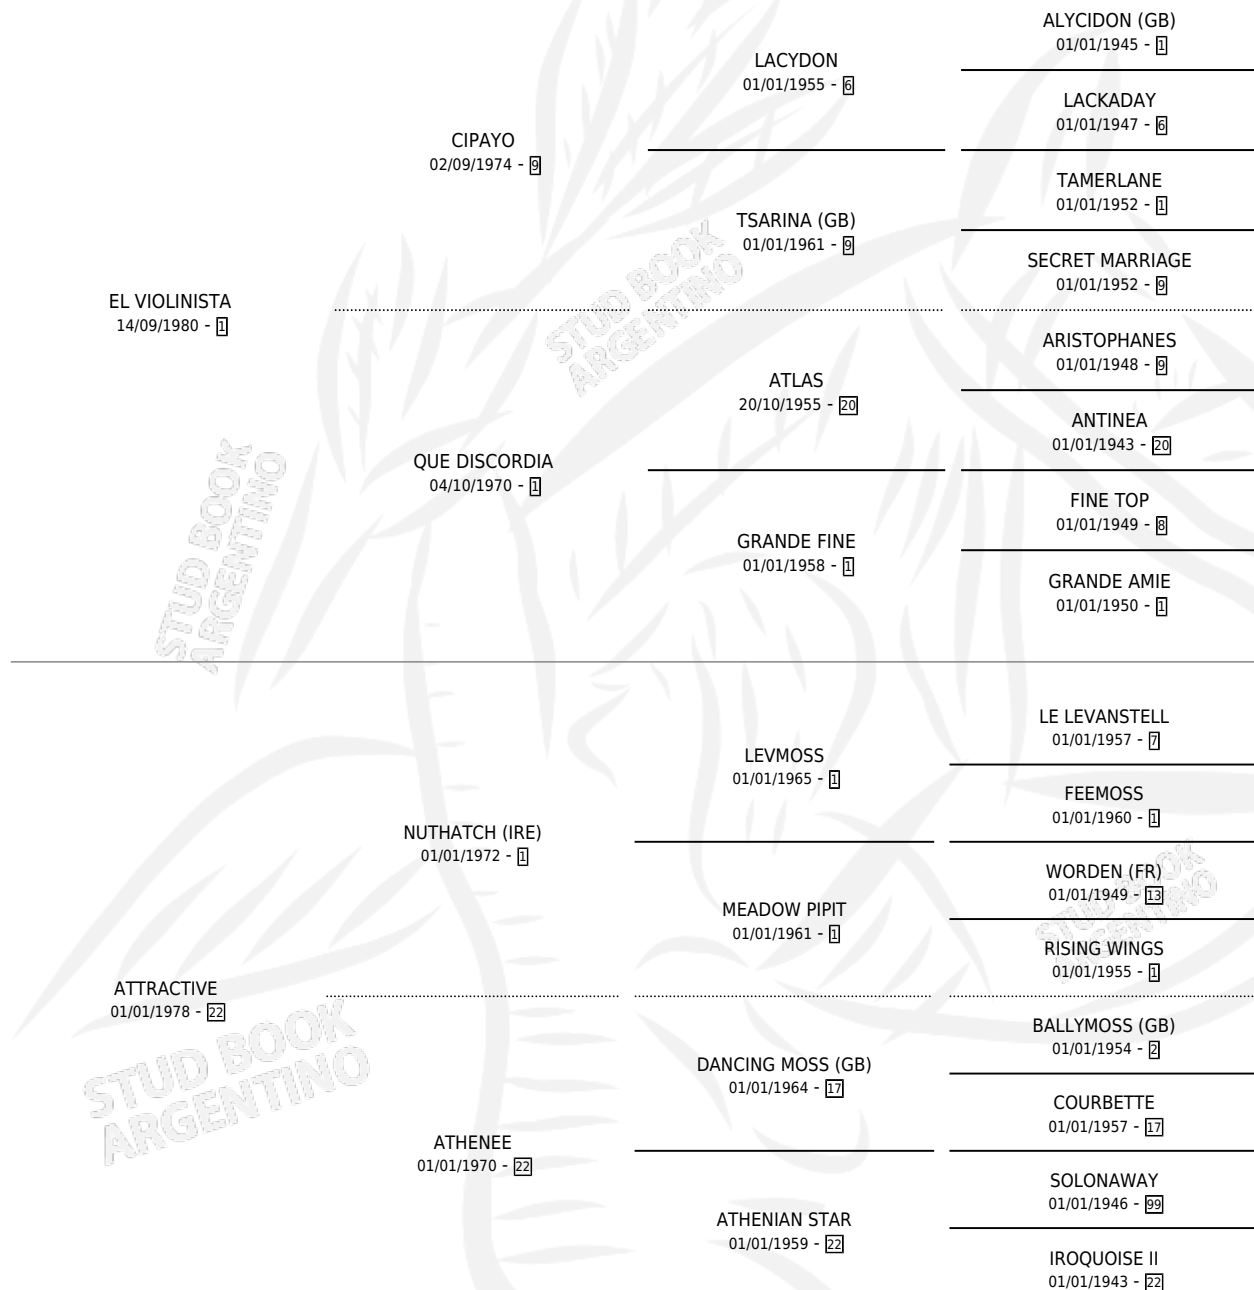 ALYCIDON (GB)
01/01/1945 - 1
LACYDON
01/01/1955 - 6
LACKADAY
01/01/1947 - 6
CIPAYO
02/09/1974 - 9
TAMERLANE
01/01/1952 - 1
TSARINA (GB)
01/01/1961 - 9
SECRET MARRIAGE
01/01/1952 - 9
EL VIOLINISTA
14/09/1980 - 1
ARISTOPHANES
01/01/1948 - 9
ATLAS
20/10/1955 - 20
ANTINEA
01/01/1943 - 20
QUE DISCORDIA
04/10/1970 - 1
FINE TOP
01/01/1949 - 8
GRANDE FINE
01/01/1958 - 1
GRANDE AMIE
01/01/1950 - 1
STUD BOOK
ARGENTINO
STUD BOOK
ARGENTINO
LE LEVANSTELL
01/01/1957 - 7
LEVMOSS
01/01/1965 - 1
FEEMOSS
01/01/1960 - 1
NUTHATCH (IRE)
01/01/1972 - 1
WORDEN (FR)
01/01/1949 - 13
MEADOW PIPIT
01/01/1961 - 1
RISING WINGS
01/01/1955 - 1
STUD BOOK
ARGENTINO
ATTRACTIVE
01/01/1978 - 22
BALLYMOSS (GB)
01/01/1954 - 2
DANCING MOSS (GB)
01/01/1964 - 17
COURBETTE
01/01/1957 - 17
ATHENEE
01/01/1970 - 22
SOLONAWAY
01/01/1946 - 99
ATHENIAN STAR
01/01/1959 - 22
IROQUOISE II
01/01/1943 - 22
STUD BOOK
ARGENTINO